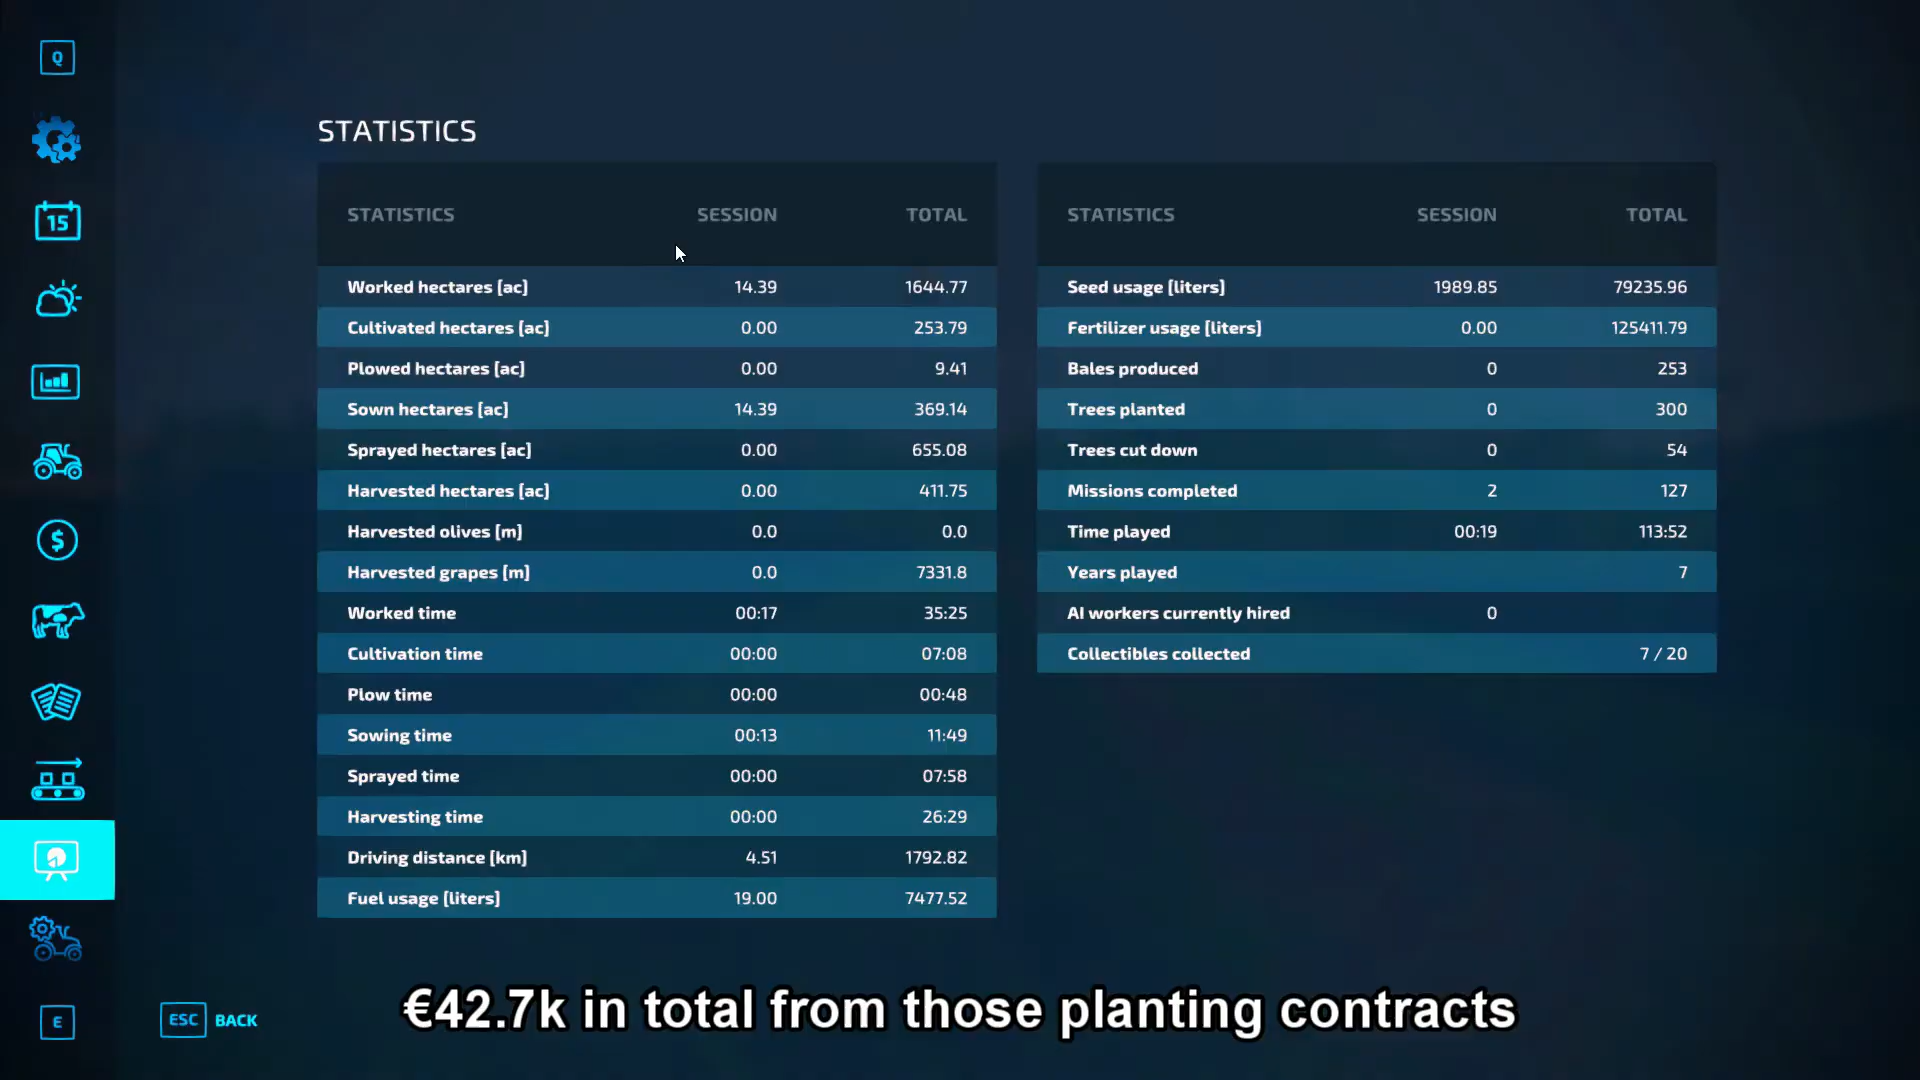 Q
STATISTICS
STATISTICS SESSION TOTAL
Worked hectares [ac] 14.39 1644.77
Cultivated hectares [ac] 0.00 253.79
Plowed hectares [ac] 0.00 9.41
Sown hectares [ac] 14.39 369.14
Sprayed hectares [ac] 0.00 655.08
Harvested hectares [ac] 0.00 411.75
Harvested olives [m] 0.0 0.0
Harvested grapes [m] 0.0 7331.8
Worked time 00:17 35:25
Cultivation time 00:00 07:08
Plow time 00:00 00:48
Sowing time 00:13 11:49
Sprayed time 00:00 07:58
Harvesting time 00:00 26:29
Driving distance [km] 4.51 1792.82
Fuel usage [liters] 19.00 7477.52
STATISTICS SESSION TOTAL
Seed usage [liters] 1989.85 79235.96
Fertilizer usage [liters] 0.00 125411.79
Bales produced 0 253
Trees planted 0 300
Trees cut down 0 54
Missions completed 2 127
Time played 00:19 113:52
Years played 7
AI workers currently hired 0
Collectibles collected 7 / 20
15
$
E
ESC BACK
€42.7k in total from those planting contracts